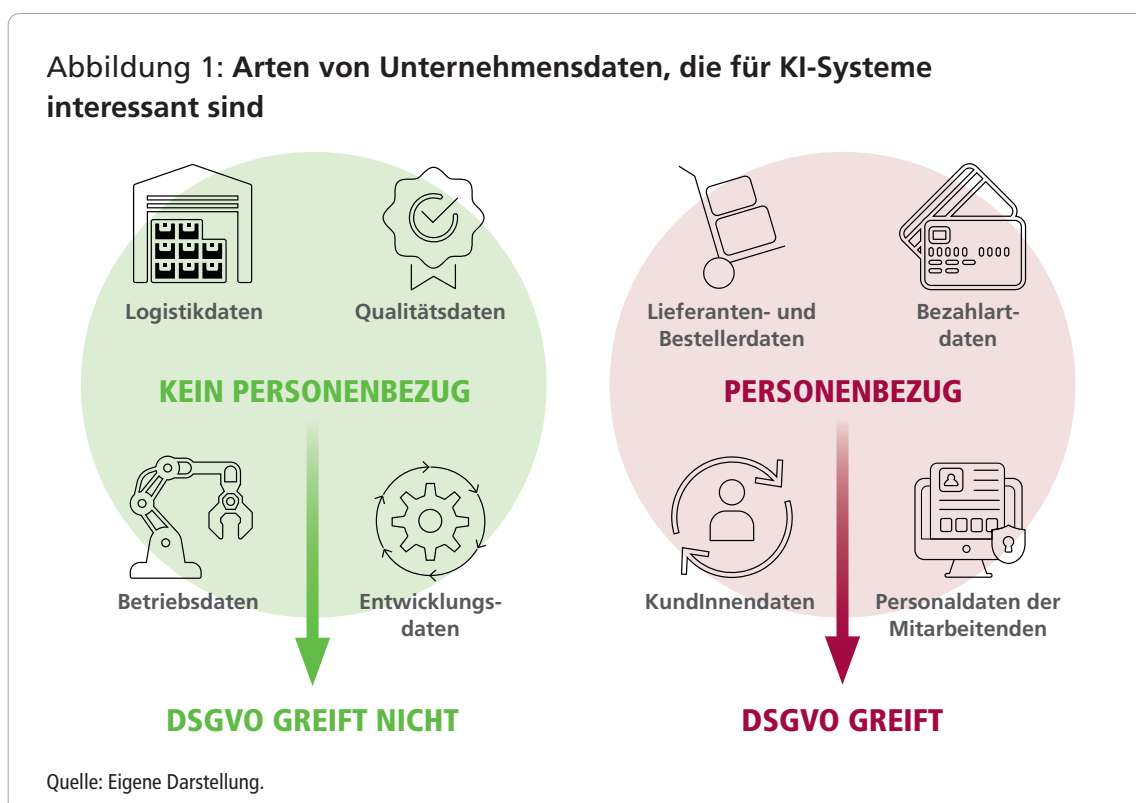 Abbildung 1: Arten von Unternehmensdaten, die für KI-Systeme
interessant sind
Logistikdaten
Qualitätsdaten
KEIN PERSONENBEZUG
Betriebsdaten
Entwicklungs-
daten
DSGVO GREIFT NICHT
Lieferanten- und
Bestellerdaten
Bezahlart-
daten
PERSONENBEZUG
KundInnendaten
Personaldaten der
Mitarbeitenden
DSGVO GREIFT
Quelle: Eigene Darstellung.